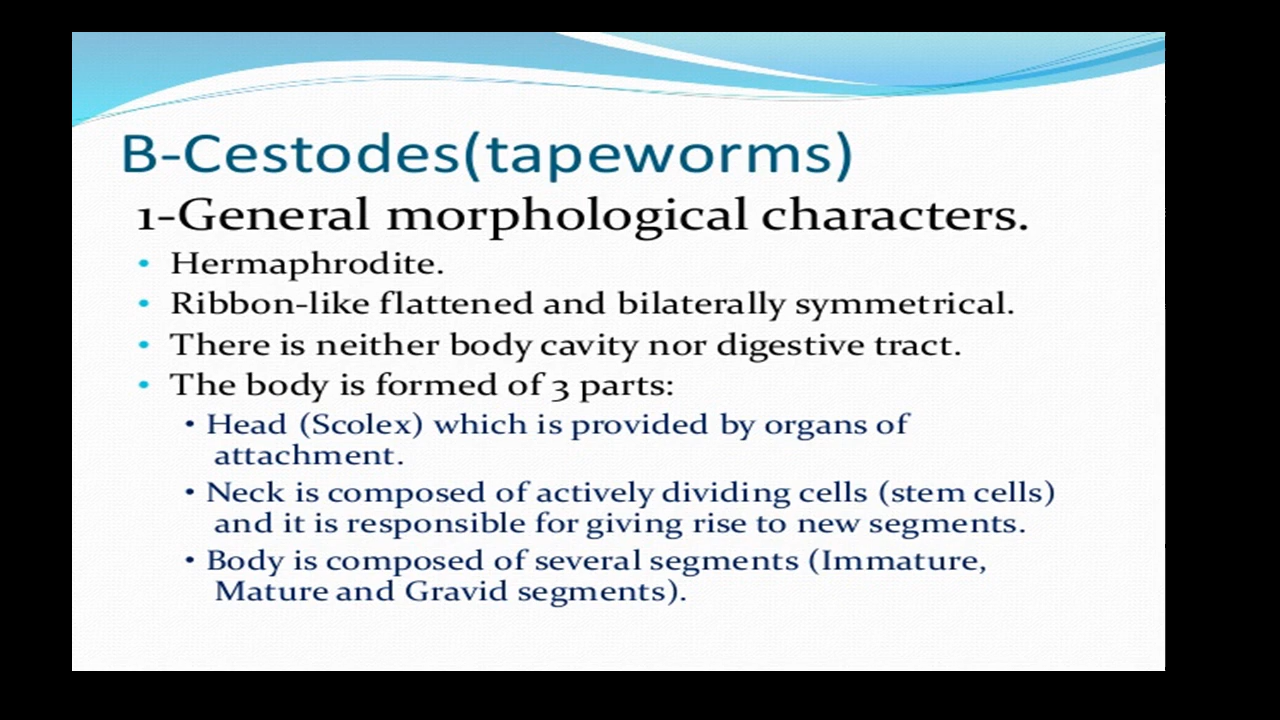 B-Cestodes(tapeworms)
1-General morphological characters.
• Hermaphrodite.
• Ribbon-like flattened and bilaterally symmetrical.
• There is neither body cavity nor digestive tract.
• The body is formed of 3 parts:
• Head (Scolex) which is provided by organs of
attachment.
• Neck is composed of actively dividing cells (stem cells)
and it is responsible for giving rise to new segments.
• Body is composed of several segments (Immature,
Mature and Gravid segments).